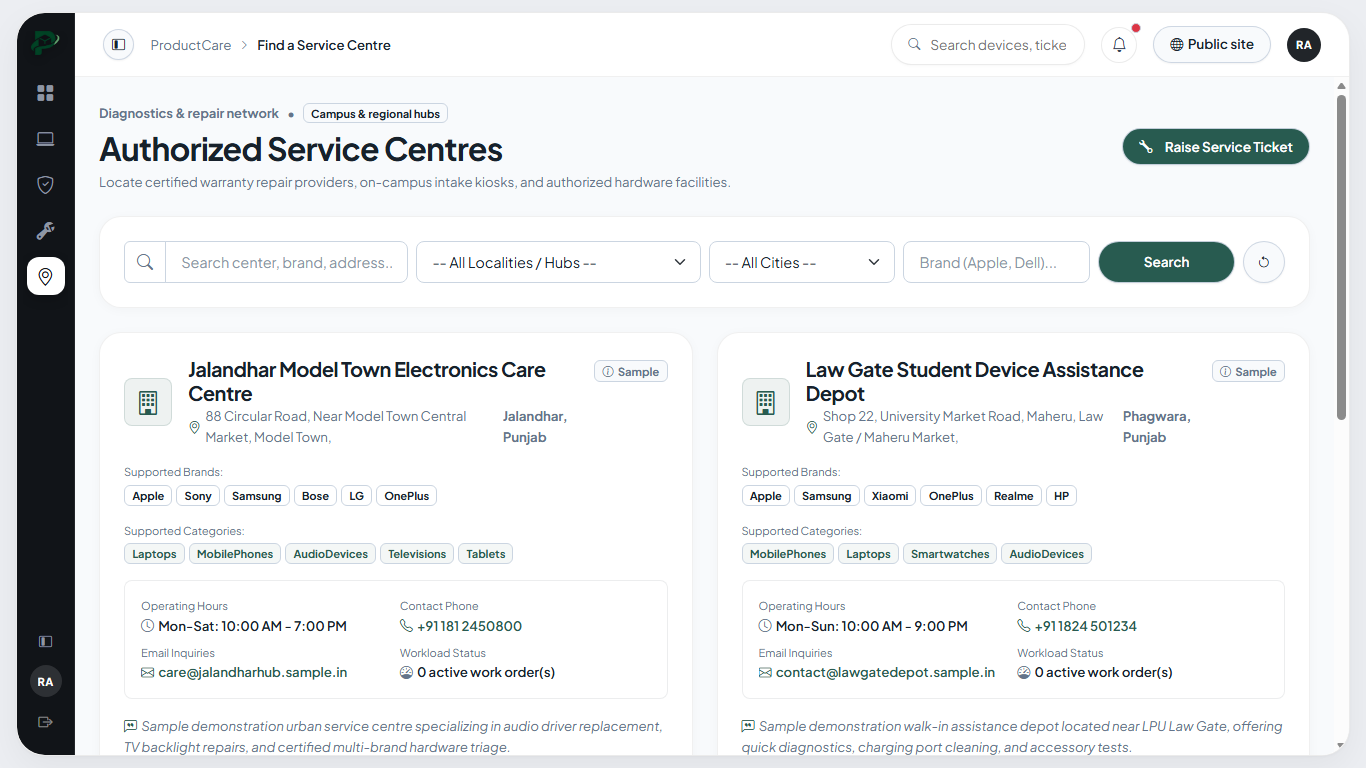 ProductCare > Find a Service Centre
Search devices, ticke
Public site
RA
Diagnostics & repair network • Campus & regional hubs
Authorized Service Centres
Raise Service Ticket
Locate certified warranty repair providers, on-campus intake kiosks, and authorized hardware facilities.
Search center, brand, address..
-- All Localities / Hubs --
-- All Cities --
Brand (Apple, Dell)...
Search
Jalandhar Model Town Electronics Care
Centre
Sample
88 Circular Road, Near Model Town Central
Market, Model Town,
Jalandhar,
Punjab
Supported Brands:
Apple Sony Samsung Bose LG OnePlus
Supported Categories:
Laptops MobilePhones AudioDevices Televisions Tablets
Operating Hours
Mon-Sat: 10:00 AM - 7:00 PM
Contact Phone
+91 181 2450800
Email Inquiries
care@jalandharhub.sample.in
Workload Status
0 active work order(s)
Sample demonstration urban service centre specializing in audio driver replacement,
TV backlight repairs, and certified multi-brand hardware triage.
Law Gate Student Device Assistance
Depot
Sample
Shop 22, University Market Road, Maheru, Law
Gate / Maheru Market,
Phagwara,
Punjab
Supported Brands:
Apple Samsung Xiaomi OnePlus Realme HP
Supported Categories:
MobilePhones Laptops Smartwatches AudioDevices
Operating Hours
Mon-Sun: 10:00 AM - 9:00 PM
Contact Phone
+91 1824 501234
Email Inquiries
contact@lawgatedepot.sample.in
Workload Status
0 active work order(s)
Sample demonstration walk-in assistance depot located near LPU Law Gate, offering
quick diagnostics, charging port cleaning, and accessory tests.
RA